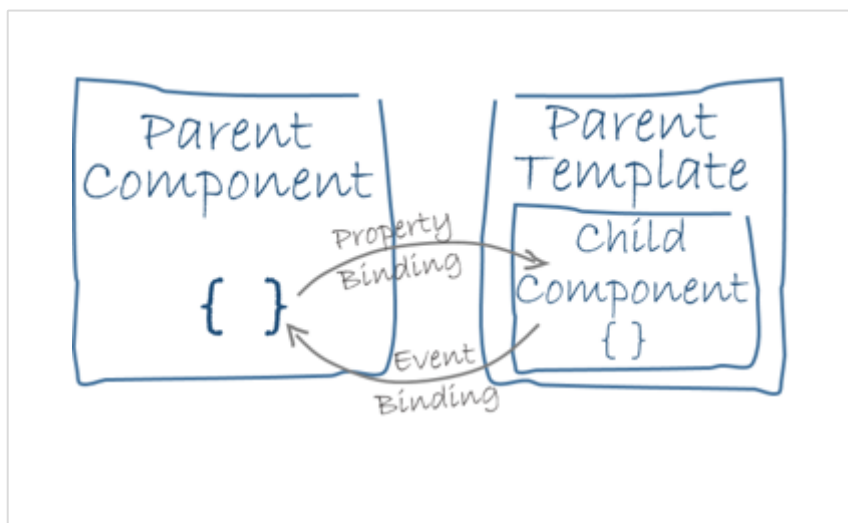 Parent
Component
{ }
Property
Binding
Event
Binding
Parent
Template
Child
Component
{ }